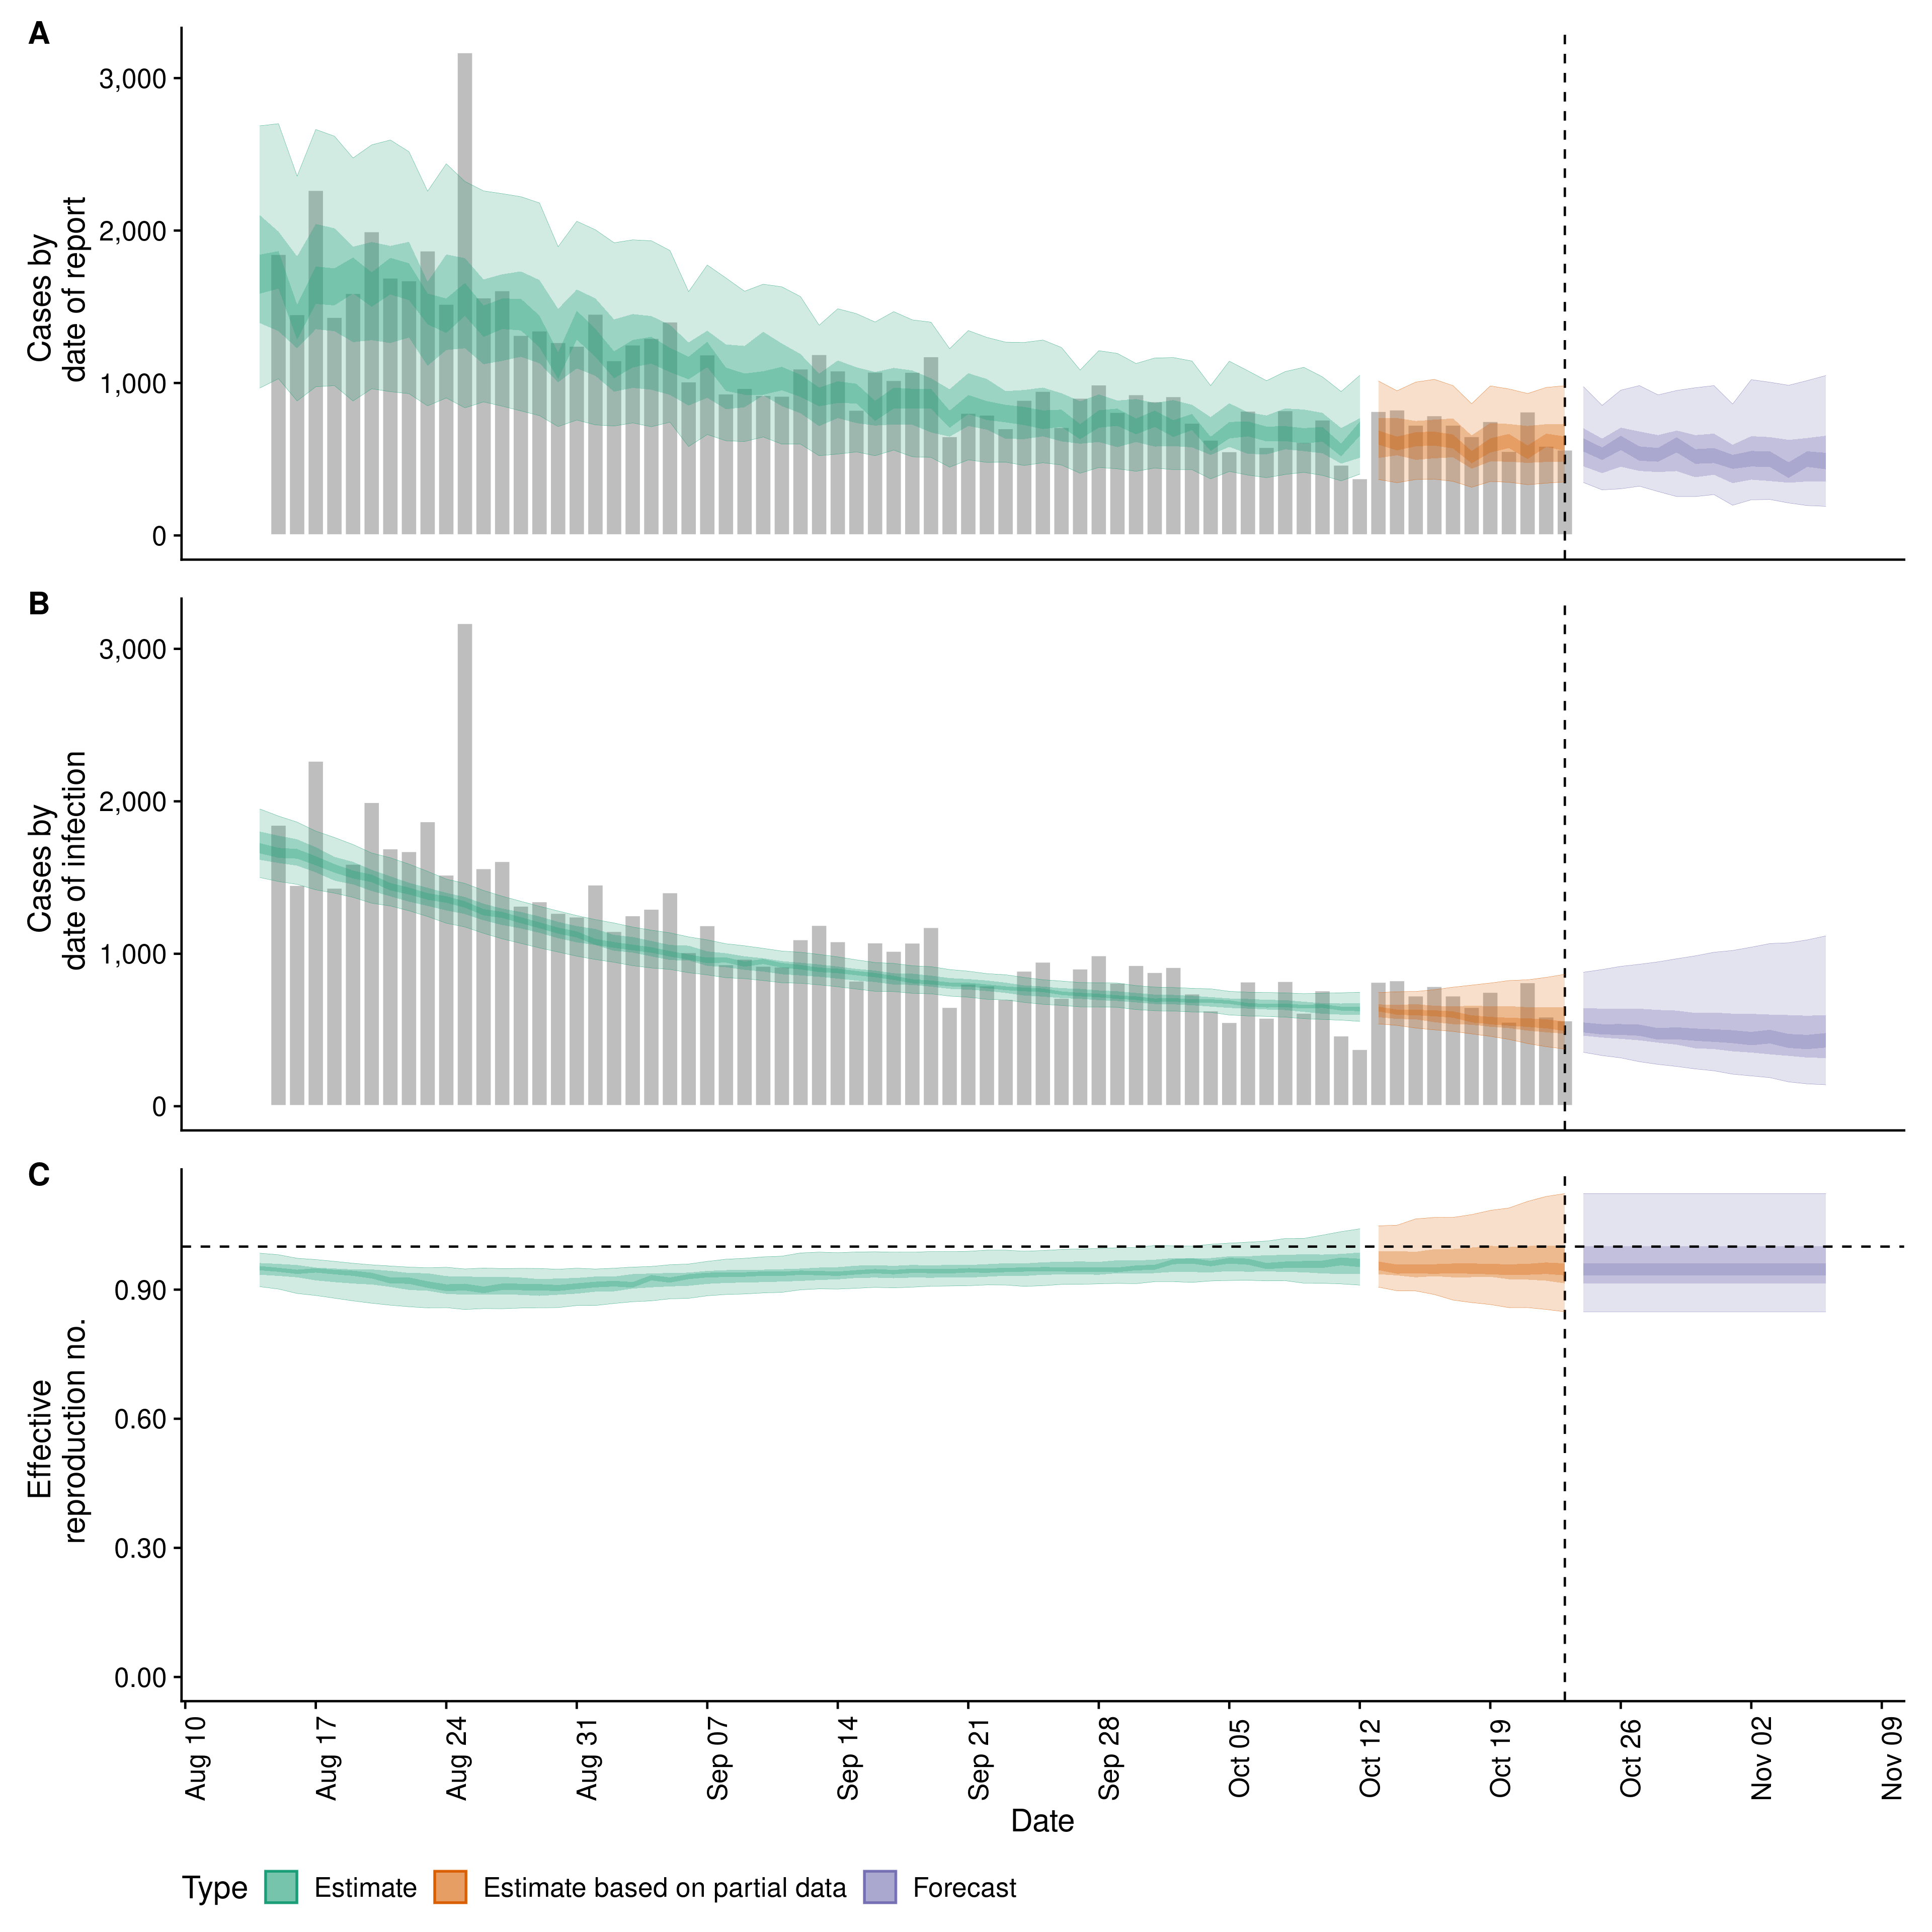 A
Cases by
date of report
3,000
2,000
1,000
0
B
Cases by
date of infection
3,000
2,000
1,000
0
C
Effective
reproduction no.
0.90
0.60
0.30
0.00
Aug 10
Aug 17
Aug 24
Aug 31
Sep 07
Sep 14
Sep 21
Sep 28
Oct 05
Oct 12
Oct 19
Oct 26
Nov 02
Nov 09
Date
Type Estimate Estimate based on partial data Forecast